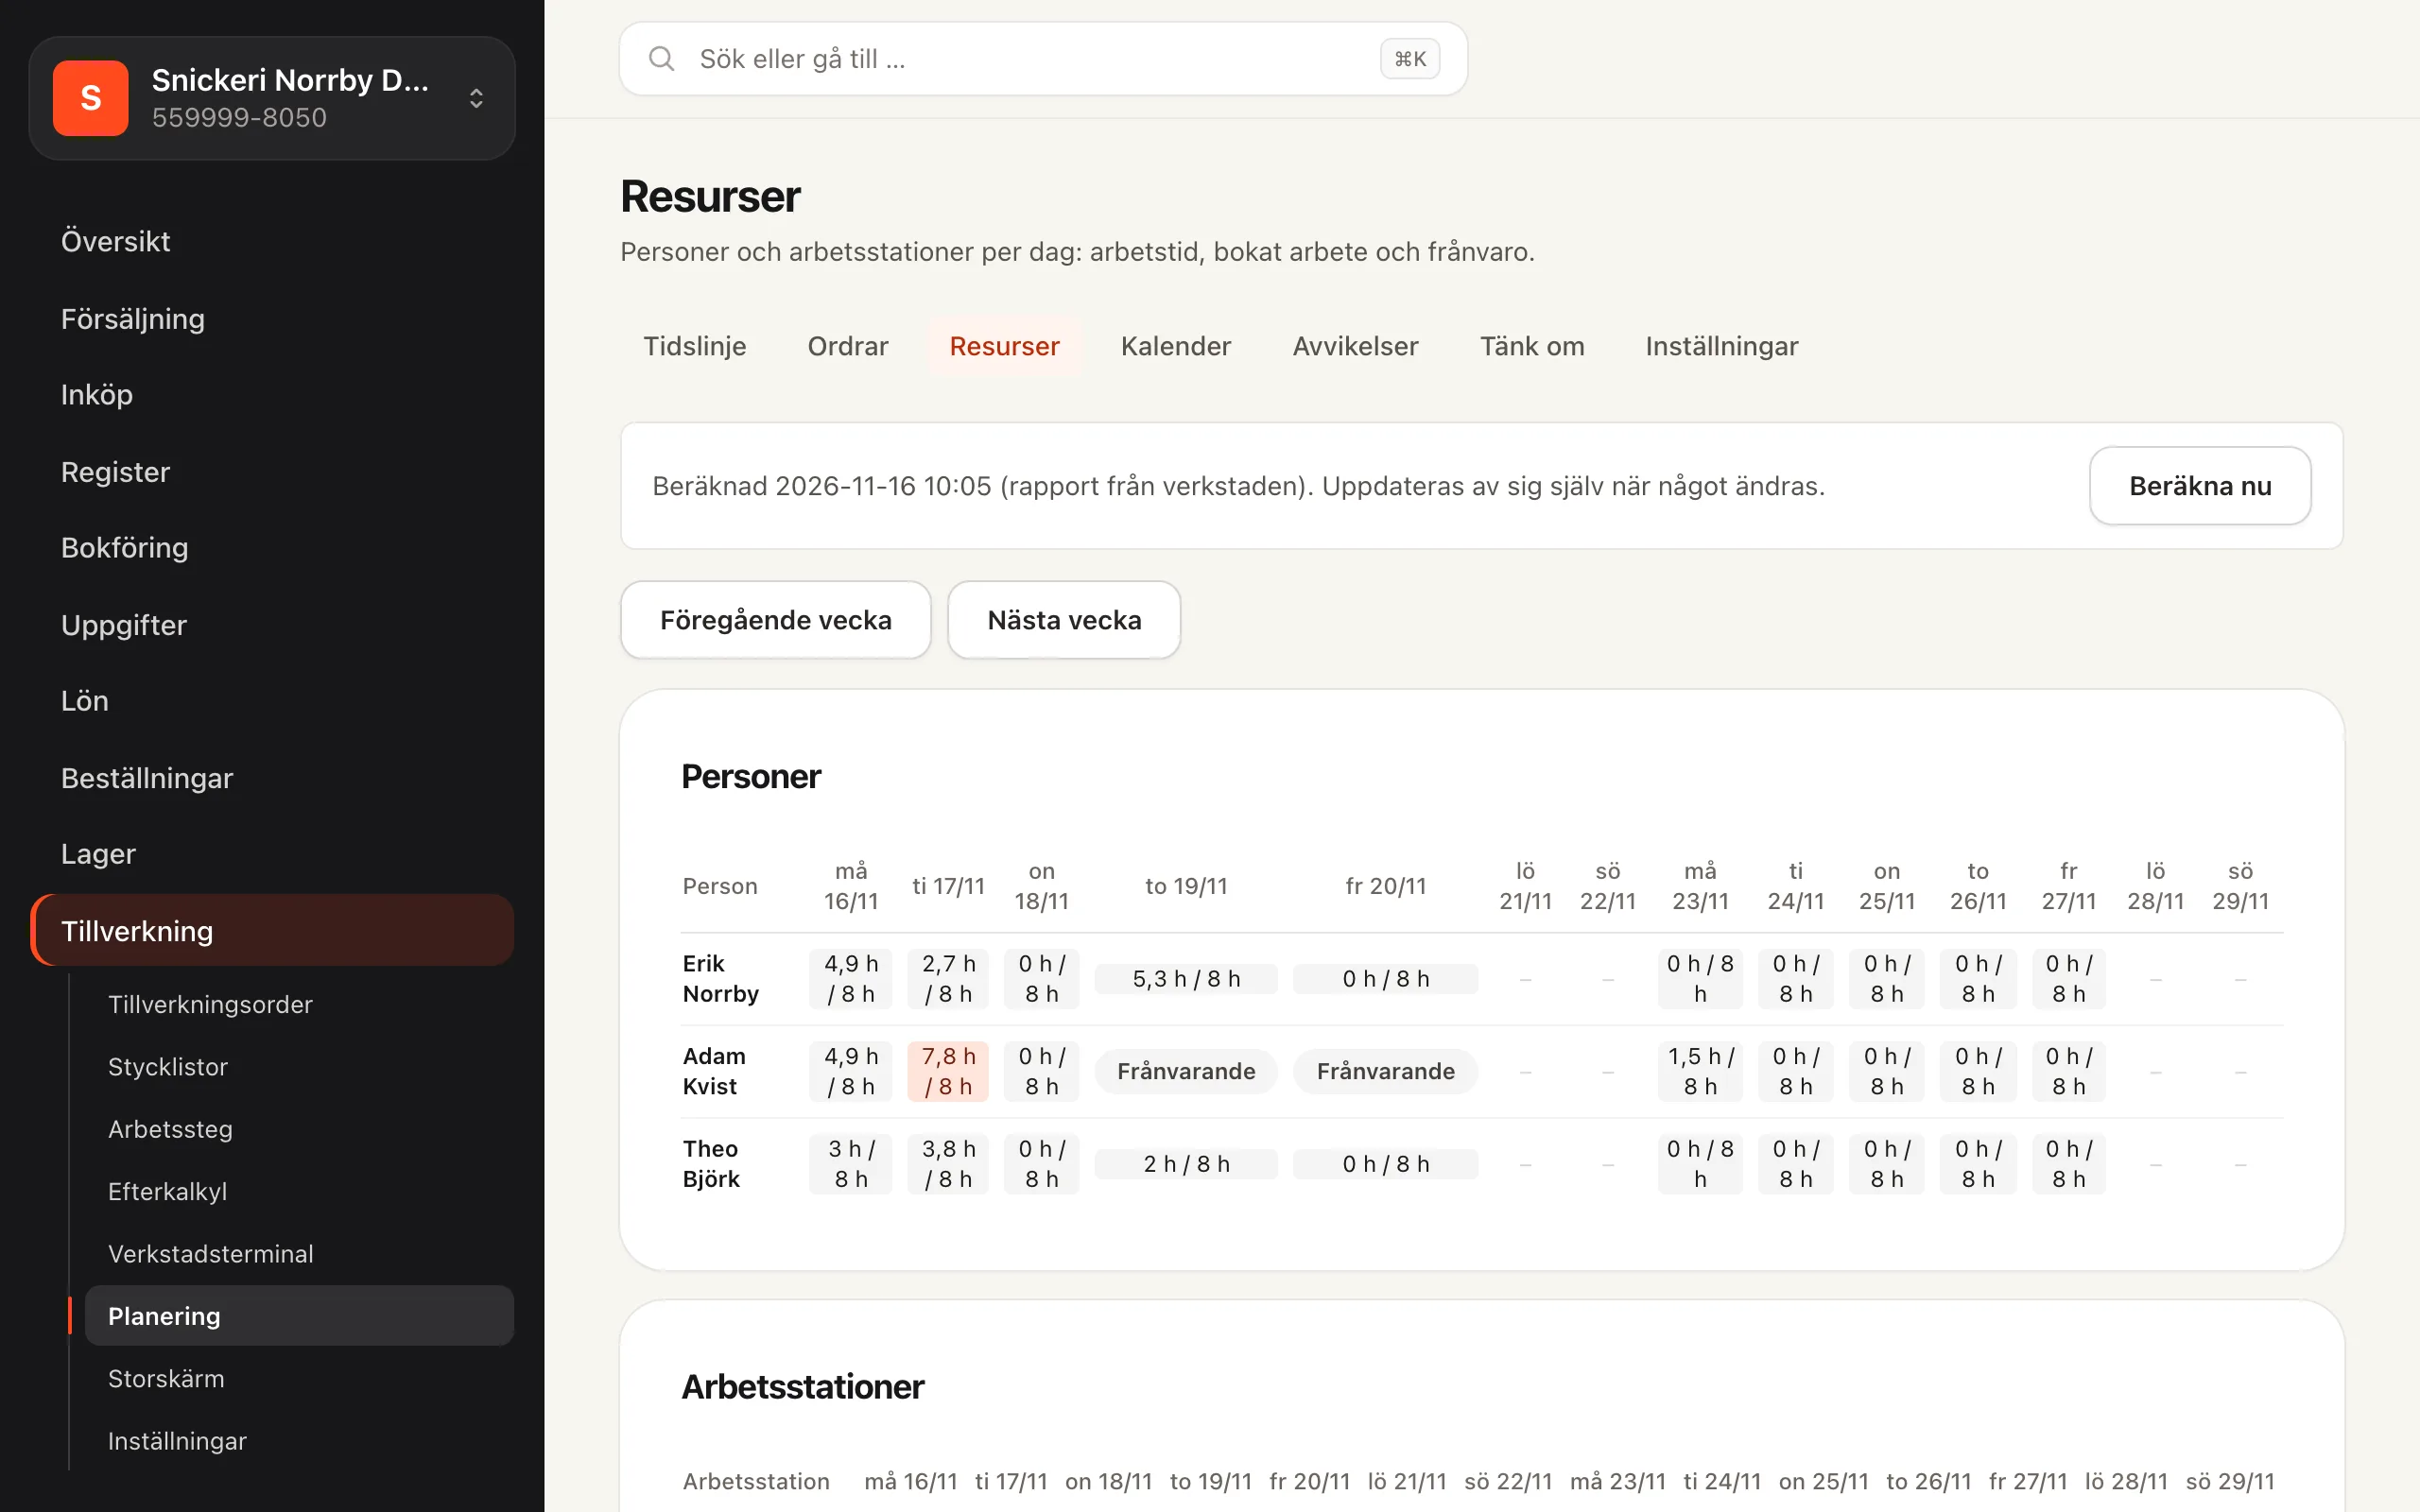 S
Snickeri Norrby D...
559999-8050
Översikt
Försäljning
Inköp
Register
Bokföring
Uppgifter
Lön
Beställningar
Lager
Tillverkning
Tillverkningsorder
Stycklistor
Arbetssteg
Efterkalkyl
Verkstadsterminal
Planering
Storskärm
Inställningar
Sök eller gå till ... ⌘K
Resurser
Personer och arbetsstationer per dag: arbetstid, bokat arbete och frånvaro.
Tidslinje Ordrar Resurser Kalender Avvikelser Tänk om Inställningar
Beräknad 2026-11-16 10:05 (rapport från verkstaden). Uppdateras av sig själv när något ändras. Beräkna nu
Föregående vecka Nästa vecka
Personer
Person må 16/11 ti 17/11 on 18/11 to 19/11 fr 20/11 lö 21/11 sö 22/11 må 23/11 ti 24/11 on 25/11 to 26/11 fr 27/11 lö 28/11 sö 29/11
Erik Norrby 4,9 h / 8 h 2,7 h / 8 h 0 h / 8 h 5,3 h / 8 h 0 h / 8 h – – 0 h / 8 h 0 h / 8 h 0 h / 8 h 0 h / 8 h 0 h / 8 h – –
Adam Kvist 4,9 h / 8 h 7,8 h / 8 h 0 h / 8 h Frånvarande Frånvarande – – 1,5 h / 8 h 0 h / 8 h 0 h / 8 h 0 h / 8 h 0 h / 8 h – –
Theo Björk 3 h / 8 h 3,8 h / 8 h 0 h / 8 h 2 h / 8 h 0 h / 8 h – – 0 h / 8 h 0 h / 8 h 0 h / 8 h 0 h / 8 h 0 h / 8 h – –
Arbetsstationer
Arbetsstation må 16/11 ti 17/11 on 18/11 to 19/11 fr 20/11 lö 21/11 sö 22/11 må 23/11 ti 24/11 on 25/11 to 26/11 fr 27/11 lö 28/11 sö 29/11